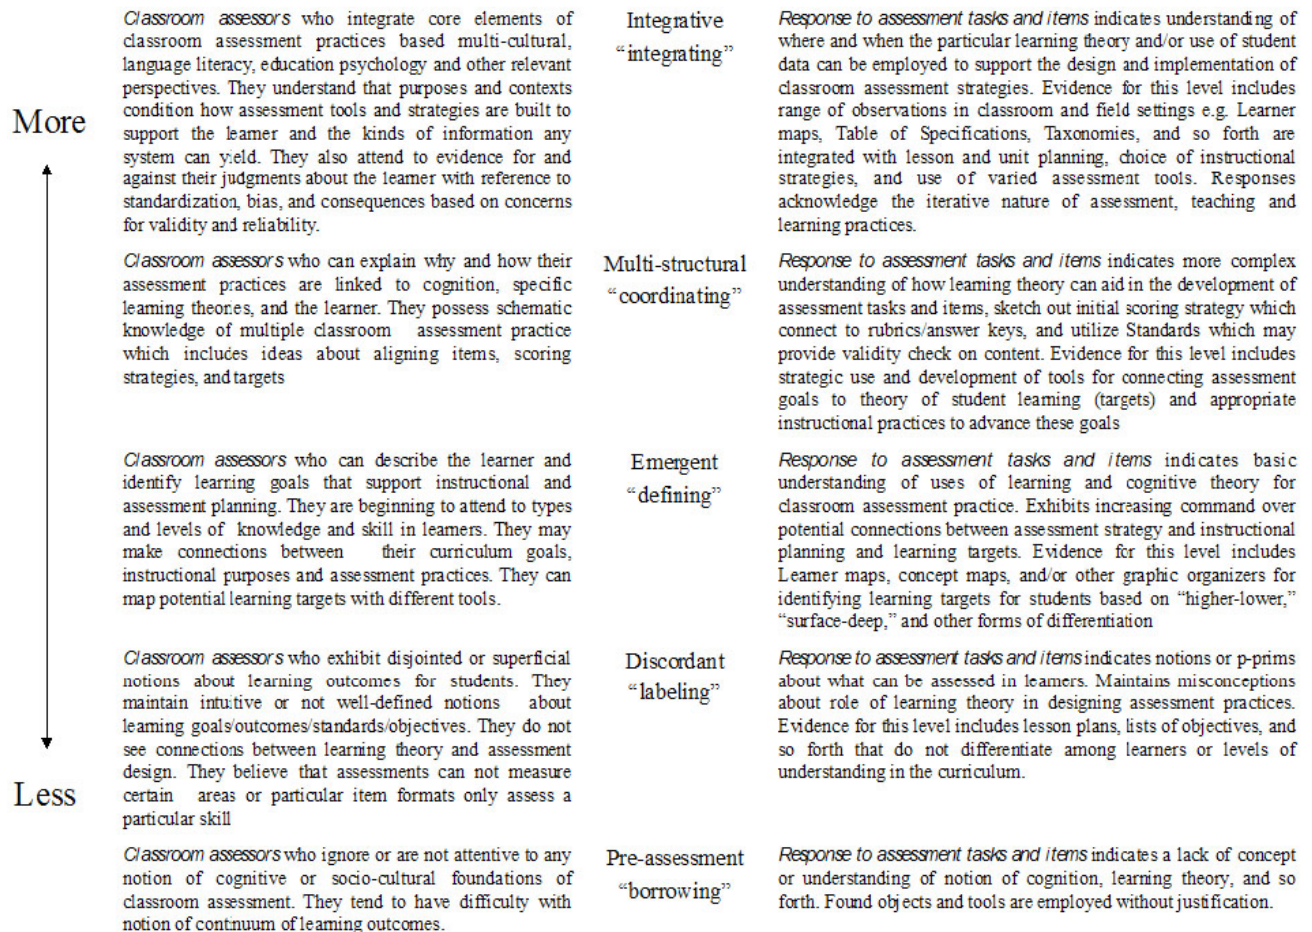 More
Less
Classroom assessors who integrate core elements of
classroom assessment practices based multi-cultural,
language literacy, education psychology and other relevant
perspectives. They understand that purposes and contexts
condition how assessment tools and strategies are built to
support the learner and the kinds of information any
system can yield. They also attend to evidence for and
against their judgments about the learner with reference to
standardization, bias, and consequences based on concerns
for validity and reliability.
Integrative
“integrating”
Response to assessment tasks and items indicates understanding of
where and when the particular learning theory and/or use of student
data can be employed to support the design and implementation of
classroom assessment strategies. Evidence for this level includes
range of observations in classroom and field settings e.g. Learner
maps, Table of Specifications, Taxonomies, and so forth are
integrated with lesson and unit planning, choice of instructional
strategies, and use of varied assessment tools. Responses
acknowledge the iterative nature of assessment, teaching and
learning practices.
Classroom assessors who can explain why and how their
assessment practices are linked to cognition, specific
learning theories, and the learner. They possess schematic
knowledge of multiple classroom assessment practice
which includes ideas about aligning items, scoring
strategies, and targets
Multi-structural
“coordinating”
Response to assessment tasks and items indicates more complex
understanding of how learning theory can aid in the development of
assessment tasks and items, sketch out initial scoring strategy which
connect to rubrics/answer keys, and utilize Standards which may
provide validity check on content. Evidence for this level includes
strategic use and development of tools for connecting assessment
goals to theory of student learning (targets) and appropriate
instructional practices to advance these goals
Classroom assessors who can describe the learner and
identify learning goals that support instructional and
assessment planning. They are beginning to attend to types
and levels of knowledge and skill in learners. They may
make connections between their curriculum goals,
instructional purposes and assessment practices. They can
map potential learning targets with different tools.
Emergent
“defining”
Response to assessment tasks and items indicates basic
understanding of uses of learning and cognitive theory for
classroom assessment practice. Exhibits increasing command over
potential connections between assessment strategy and instructional
planning and learning targets. Evidence for this level includes
Learner maps, concept maps, and/or other graphic organizers for
identifying learning targets for students based on “higher-lower,”
“surface-deep,” and other forms of differentiation
Classroom assessors who exhibit disjointed or superficial
notions about learning outcomes for students. They
maintain intuitive or not well-defined notions about
learning goals/outcomes/standards/objectives. They do not
see connections between learning theory and assessment
design. They believe that assessments can not measure
certain areas or particular item formats only assess a
particular skill
Discordant
“labeling”
Response to assessment tasks and items indicates notions or p-prims
about what can be assessed in learners. Maintains misconceptions
about role of learning theory in designing assessment practices.
Evidence for this level includes lesson plans, lists of objectives, and
so forth that do not differentiate among learners or levels of
understanding in the curriculum.
Classroom assessors who ignore or are not attentive to any
notion of cognitive or socio-cultural foundations of
classroom assessment. They tend to have difficulty with
notion of continuum of learning outcomes.
Pre-assessment
“borrowing”
Response to assessment tasks and items indicates a lack of concept
or understanding of notion of cognition, learning theory, and so
forth. Found objects and tools are employed without justification.